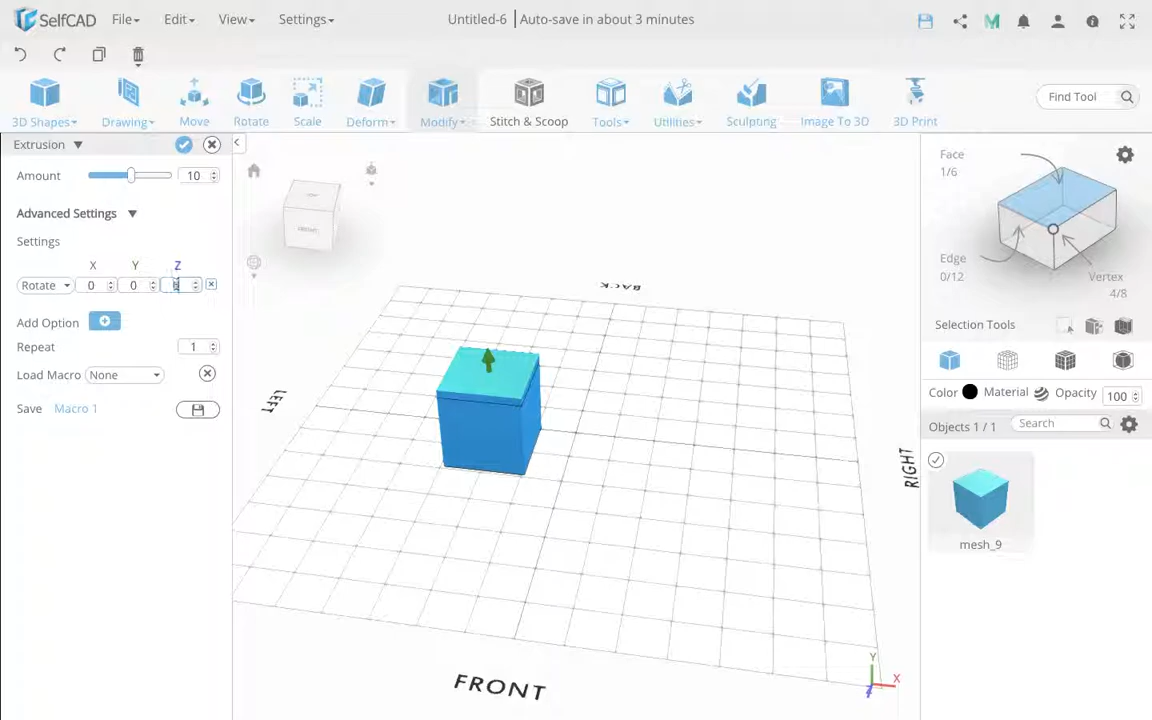 SelfCAD File Edit View Settings Untitled-6 | Auto-save in about 3 minutes
3D Shapes Drawing Move Rotate Scale Deform Modify Stitch & Scoop Tools Utilities Sculpting Image To 3D 3D Print Find Tool
Extrusion
Amount 10
Advanced Settings
Settings
X Y Z
Rotate 0 0
Add Option
Repeat 1
Load Macro None
Save Macro 1
FRONT
BACK
LEFT
RIGHT
FRONT
Y
X
Z
Face
1/6
Edge
0/12
Vertex
4/8
Selection Tools
Color Material Opacity 100
Objects 1 / 1 Search
mesh_9